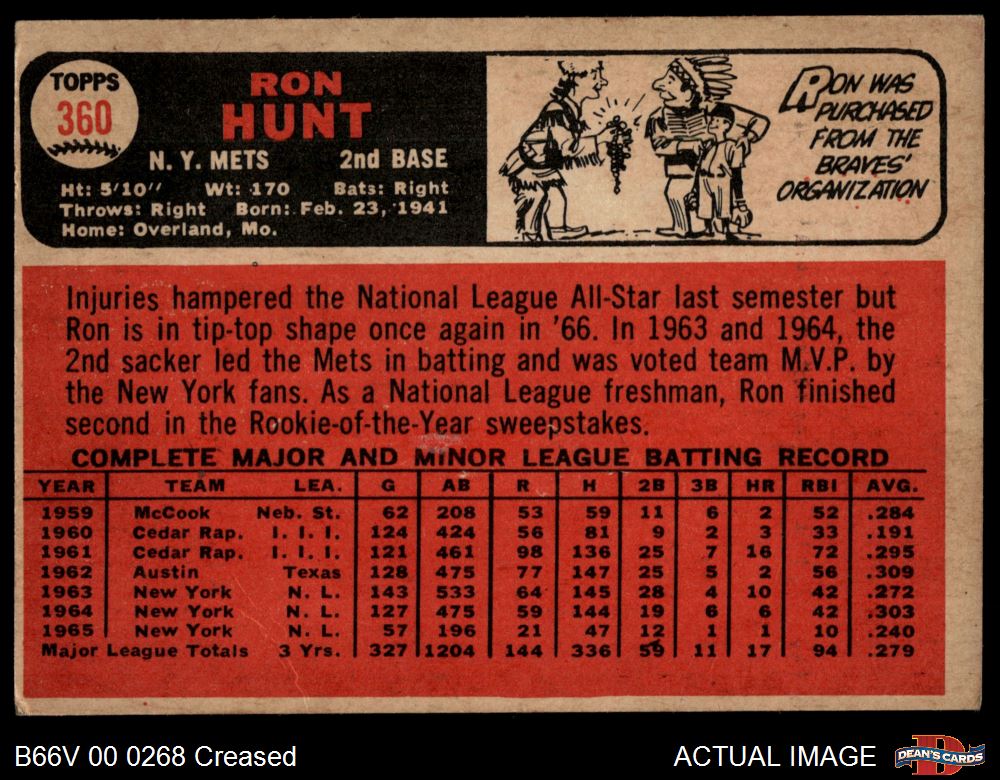 TOPPS
360
RON
HUNT
N. Y. METS 2nd BASE
Ht: 5'10" Wt: 170 Bats: Right
Throws: Right Born: Feb. 23, 1941
Home: Overland, Mo.
RON WAS
PURCHASED
FROM THE
BRAVES'
ORGANIZATION
Injuries hampered the National League All-Star last semester but
Ron is in tip-top shape once again in '66. In 1963 and 1964, the
2nd sacker led the Mets in batting and was voted team M.V.P. by
the New York fans. As a National League freshman, Ron finished
second in the Rookie-of-the-Year sweepstakes.
COMPLETE MAJOR AND MINOR LEAGUE BATTING RECORD
YEAR TEAM LEA. G AB R H 2B 3B HR RBI AVG.
1959 McCook Neb. St. 62 208 53 59 11 6 2 52 .284
1960 Cedar Rap. I. I. I. 124 424 56 81 9 2 3 33 .191
1961 Cedar Rap. I. I. I. 121 461 98 136 25 7 16 72 .295
1962 Austin Texas 128 475 77 147 25 5 2 56 .309
1963 New York N. L. 143 533 64 145 28 4 10 42 .272
1964 New York N. L. 127 475 59 144 19 6 6 42 .303
1965 New York N. L. 57 196 21 47 12 1 1 10 .240
Major League Totals 3 Yrs. 327 1204 144 336 59 11 17 94 .279
B66V 00 0268 Creased ACTUAL IMAGE
DEAN'S CARDS